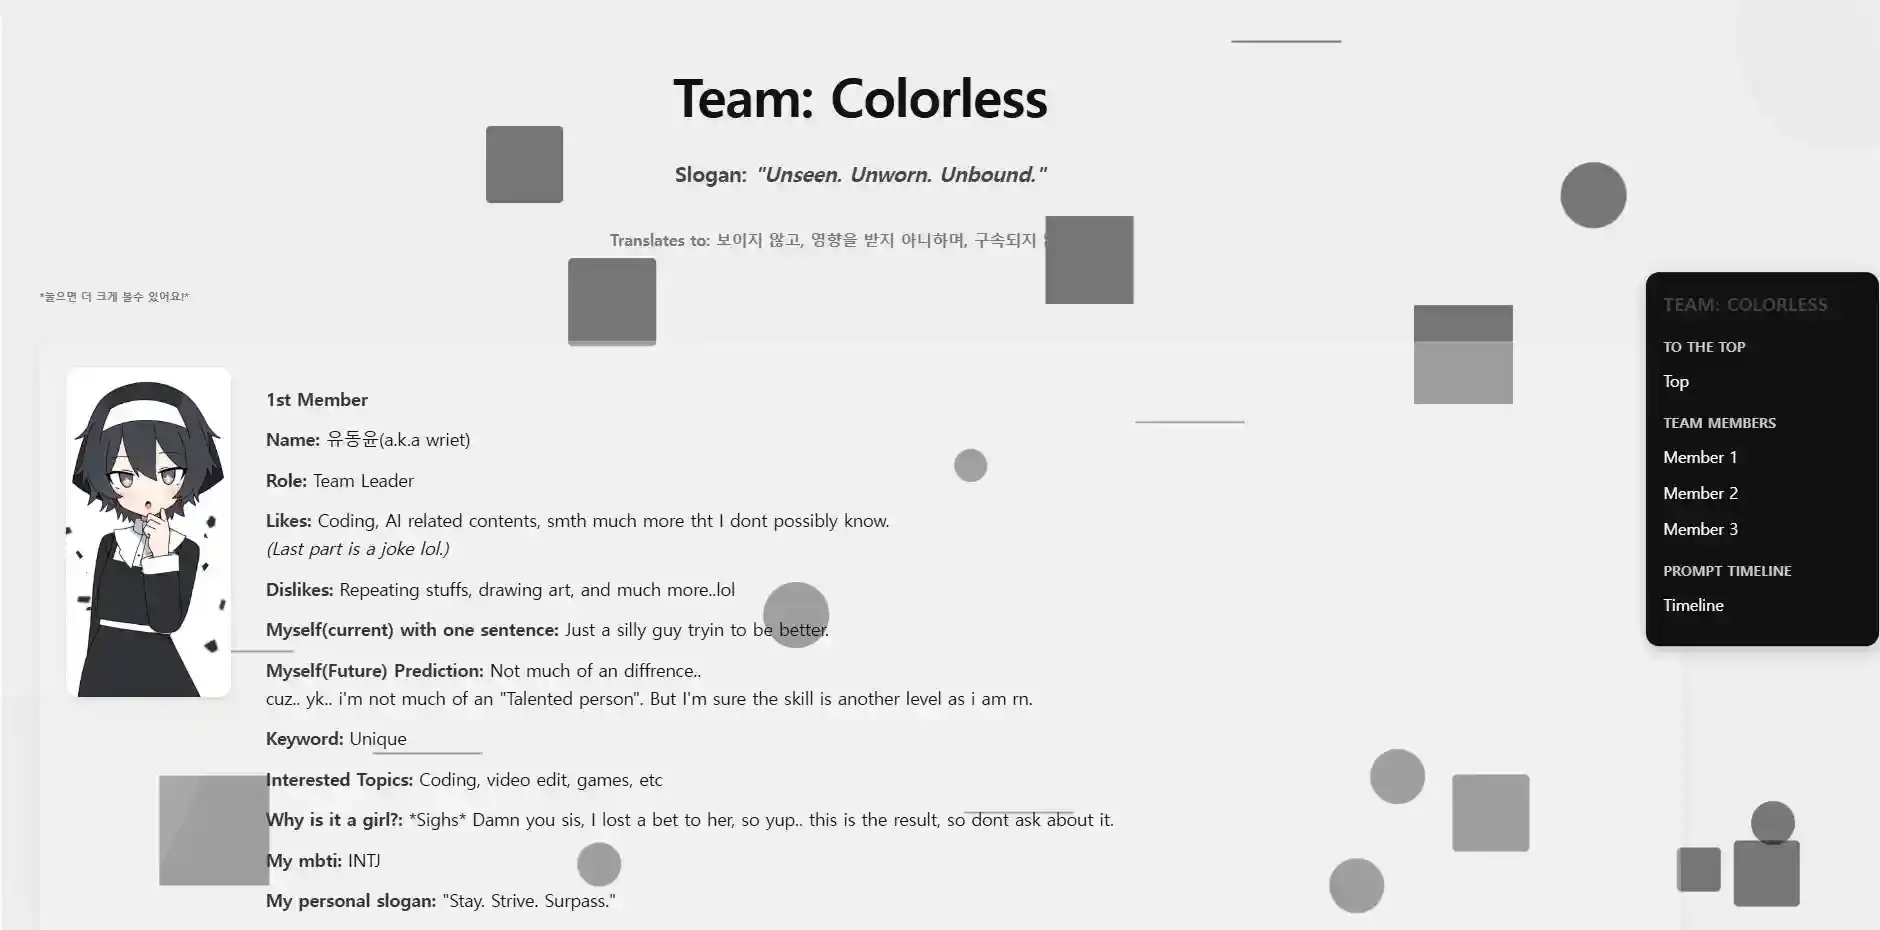 Team: Colorless
Slogan: "Unseen. Unworn. Unbound."
Translates to: 보이지 않고, 영향을 받지 아니하며, 구속되지
*눌으면 더 크게 볼수 있어요!*
1st Member
Name: 유동윤(a.k.a wriet)
Role: Team Leader
Likes: Coding, AI related contents, smth much more tht I dont possibly know.
(Last part is a joke lol.)
Dislikes: Repeating stuffs, drawing art, and much more..lol
Myself(current) with one sentence: Just a silly guy tryin to be better.
Myself(Future) Prediction: Not much of an diffrence..
cuz.. yk.. i'm not much of an "Talented person". But I'm sure the skill is another level as i am rn.
Keyword: Unique
Interested Topics: Coding, video edit, games, etc
Why is it a girl?: *Sighs* Damn you sis, I lost a bet to her, so yup.. this is the result, so dont ask about it.
My mbti: INTJ
My personal slogan: "Stay. Strive. Surpass."
TEAM: COLORLESS
TO THE TOP
Top
TEAM MEMBERS
Member 1
Member 2
Member 3
PROMPT TIMELINE
Timeline